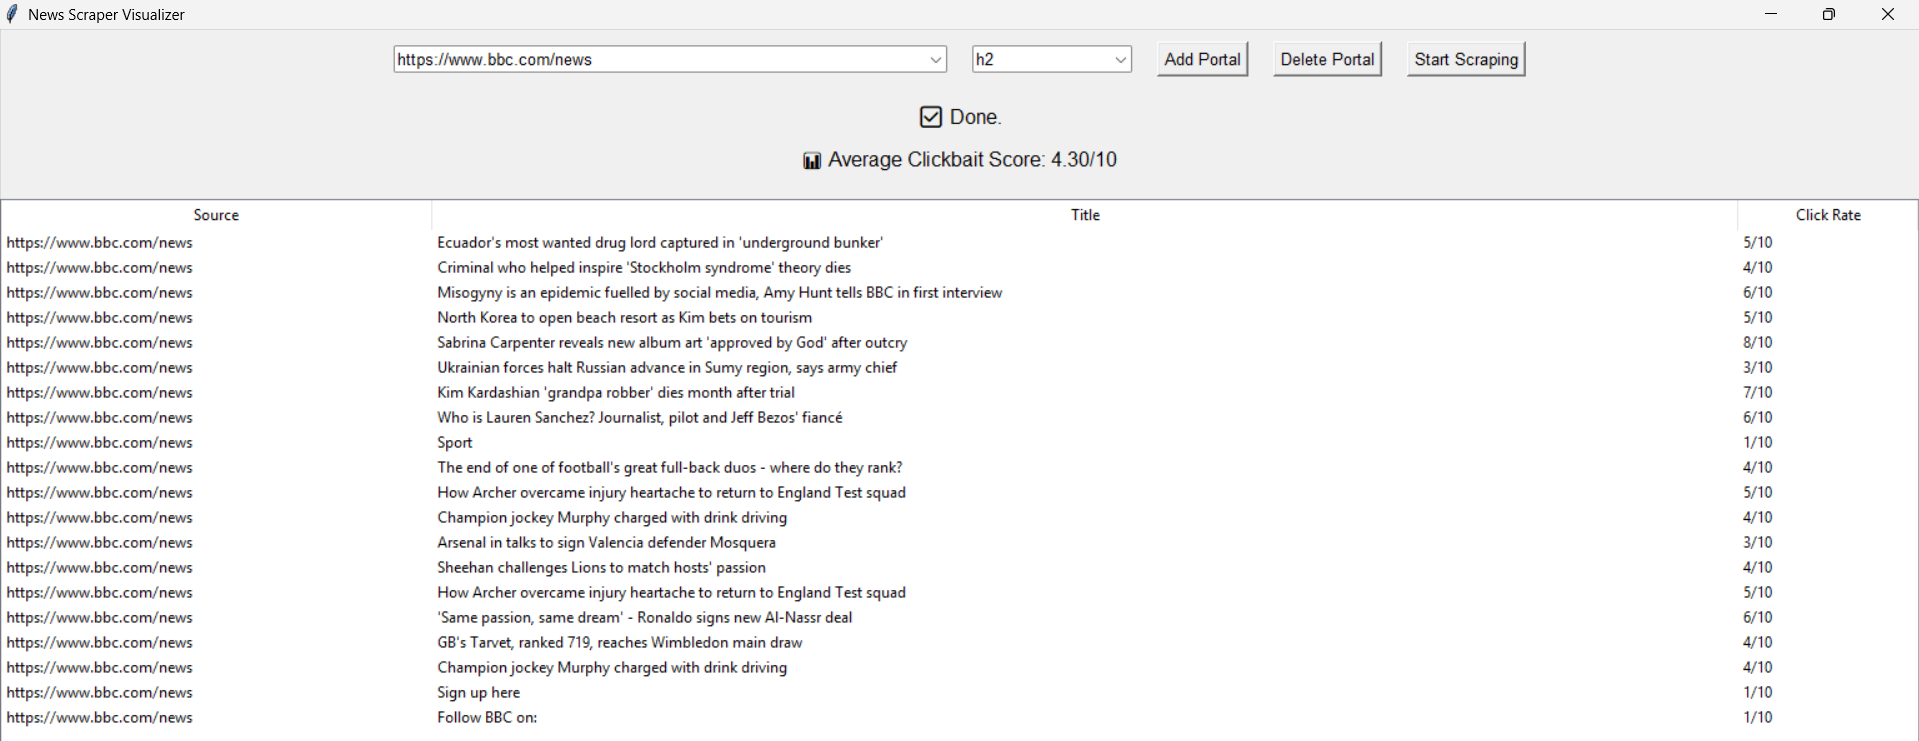 News Scraper Visualizer
https://www.bbc.com/news h2 Add Portal Delete Portal Start Scraping
Done.
Average Clickbait Score: 4.30/10
Source Title Click Rate
https://www.bbc.com/news Ecuador's most wanted drug lord captured in 'underground bunker' 5/10
https://www.bbc.com/news Criminal who helped inspire 'Stockholm syndrome' theory dies 4/10
https://www.bbc.com/news Misogyny is an epidemic fuelled by social media, Amy Hunt tells BBC in first interview 6/10
https://www.bbc.com/news North Korea to open beach resort as Kim bets on tourism 5/10
https://www.bbc.com/news Sabrina Carpenter reveals new album art 'approved by God' after outcry 8/10
https://www.bbc.com/news Ukrainian forces halt Russian advance in Sumy region, says army chief 3/10
https://www.bbc.com/news Kim Kardashian 'grandpa robber' dies month after trial 7/10
https://www.bbc.com/news Who is Lauren Sanchez? Journalist, pilot and Jeff Bezos' fiancé 6/10
https://www.bbc.com/news Sport 1/10
https://www.bbc.com/news The end of one of football's great full-back duos - where do they rank? 4/10
https://www.bbc.com/news How Archer overcame injury heartache to return to England Test squad 5/10
https://www.bbc.com/news Champion jockey Murphy charged with drink driving 4/10
https://www.bbc.com/news Arsenal in talks to sign Valencia defender Mosquera 3/10
https://www.bbc.com/news Sheehan challenges Lions to match hosts' passion 4/10
https://www.bbc.com/news How Archer overcame injury heartache to return to England Test squad 5/10
https://www.bbc.com/news 'Same passion, same dream' - Ronaldo signs new Al-Nassr deal 6/10
https://www.bbc.com/news GB's Tarvet, ranked 719, reaches Wimbledon main draw 4/10
https://www.bbc.com/news Champion jockey Murphy charged with drink driving 4/10
https://www.bbc.com/news Sign up here 1/10
https://www.bbc.com/news Follow BBC on: 1/10